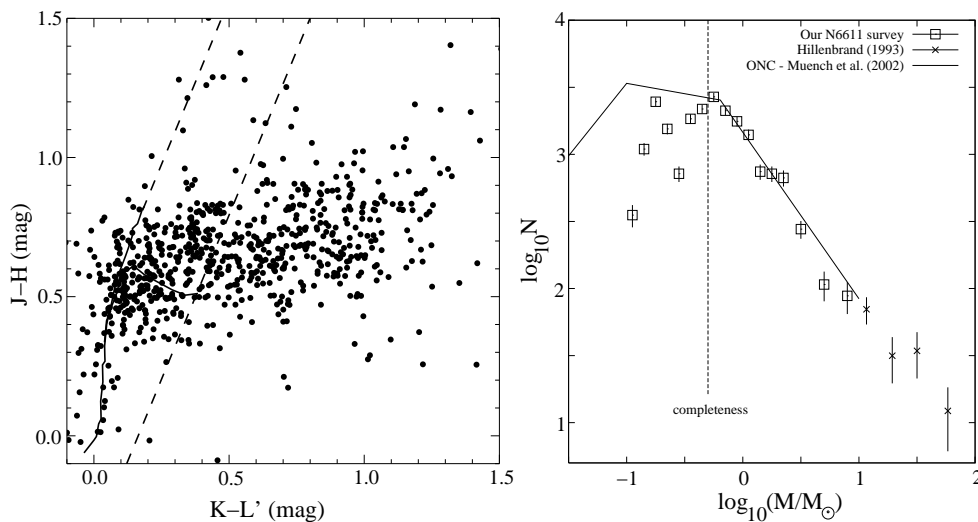 1.5
1.0
0.5
0.0
J−H (mag)
0.0 0.5 1.0 1.5
K−L' (mag)
Our N6611 survey
Hillenbrand (1993)
ONC - Muench et al. (2002)
4
3
2
1
log10N
completeness
−1 0 1 2
log10(M/M⊙)